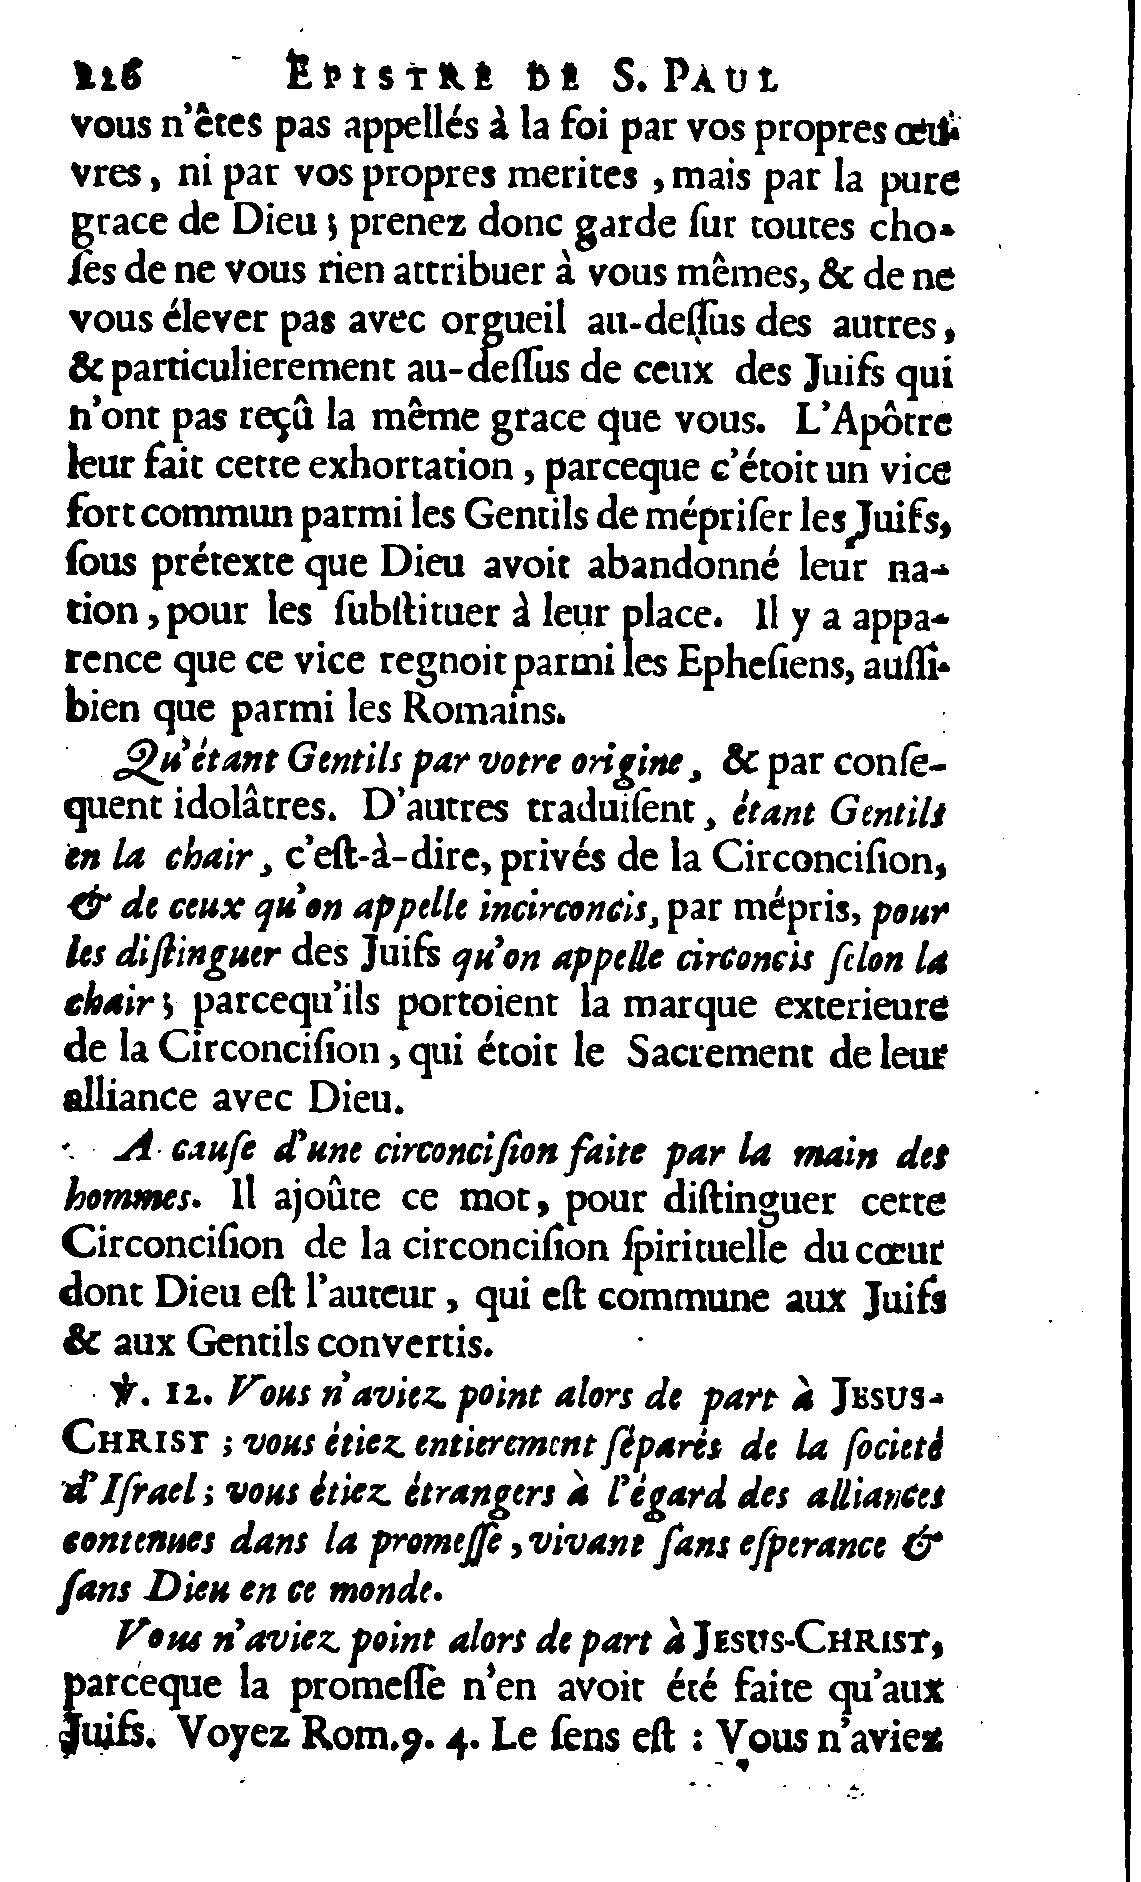 226 EPISTRE DE S. PAUL
vous n'êtes pas appellés à la foi par vos propres œu-
vres, ni par vos propres merites, mais par la pure
grace de Dieu; prenez donc garde ſur toutes cho-
ſes de ne vous rien attribuer à vous mêmes, & de ne
vous élever pas avec orgueil au-deſſus des autres,
& particulierement au-deſſus de ceux des Juifs qui
n'ont pas reçû la même grace que vous. L'Apôtre
leur fait cette exhortation, parceque c'étoit un vice
fort commun parmi les Gentils de mépriſer les Juifs,
ſous prétexte que Dieu avoit abandonné leur na-
tion, pour les ſubſtituer à leur place. Il y a appa-
rence que ce vice regnoit parmi les Epheſiens, auſſi-
bien que parmi les Romains.
Qu'étant Gentils par votre origine, & par conſe-
quent idolâtres. D'autres traduiſent, étant Gentils
en la chair, c'eſt-à-dire, privés de la Circonciſion,
& de ceux qu'on appelle incirconcis, par mépris, pour
les diſtinguer des Juifs qu'on appelle circoncis ſelon la
chair; parcequ'ils portoient la marque exterieure
de la Circonciſion, qui étoit le Sacrement de leur
alliance avec Dieu.
A cauſe d'une circonciſion faite par la main des
hommes. Il ajoûte ce mot, pour diſtinguer cette
Circonciſion de la circonciſion ſpirituelle du cœur
dont Dieu eſt l'auteur, qui eſt commune aux Juifs
& aux Gentils convertis.
℣. 12. Vous n'aviez point alors de part à JESUS-
CHRIST; vous étiez entierement ſéparés de la ſocieté
d'Iſrael; vous étiez étrangers à l'égard des alliances
contenues dans la promeſſe, vivant ſans eſperance &
ſans Dieu en ce monde.
Vous n'aviez point alors de part à JESUS-CHRIST,
parceque la promeſſe n'en avoit été faite qu'aux
Juifs. Voyez Rom. 9. 4. Le ſens eſt : Vous n'aviez